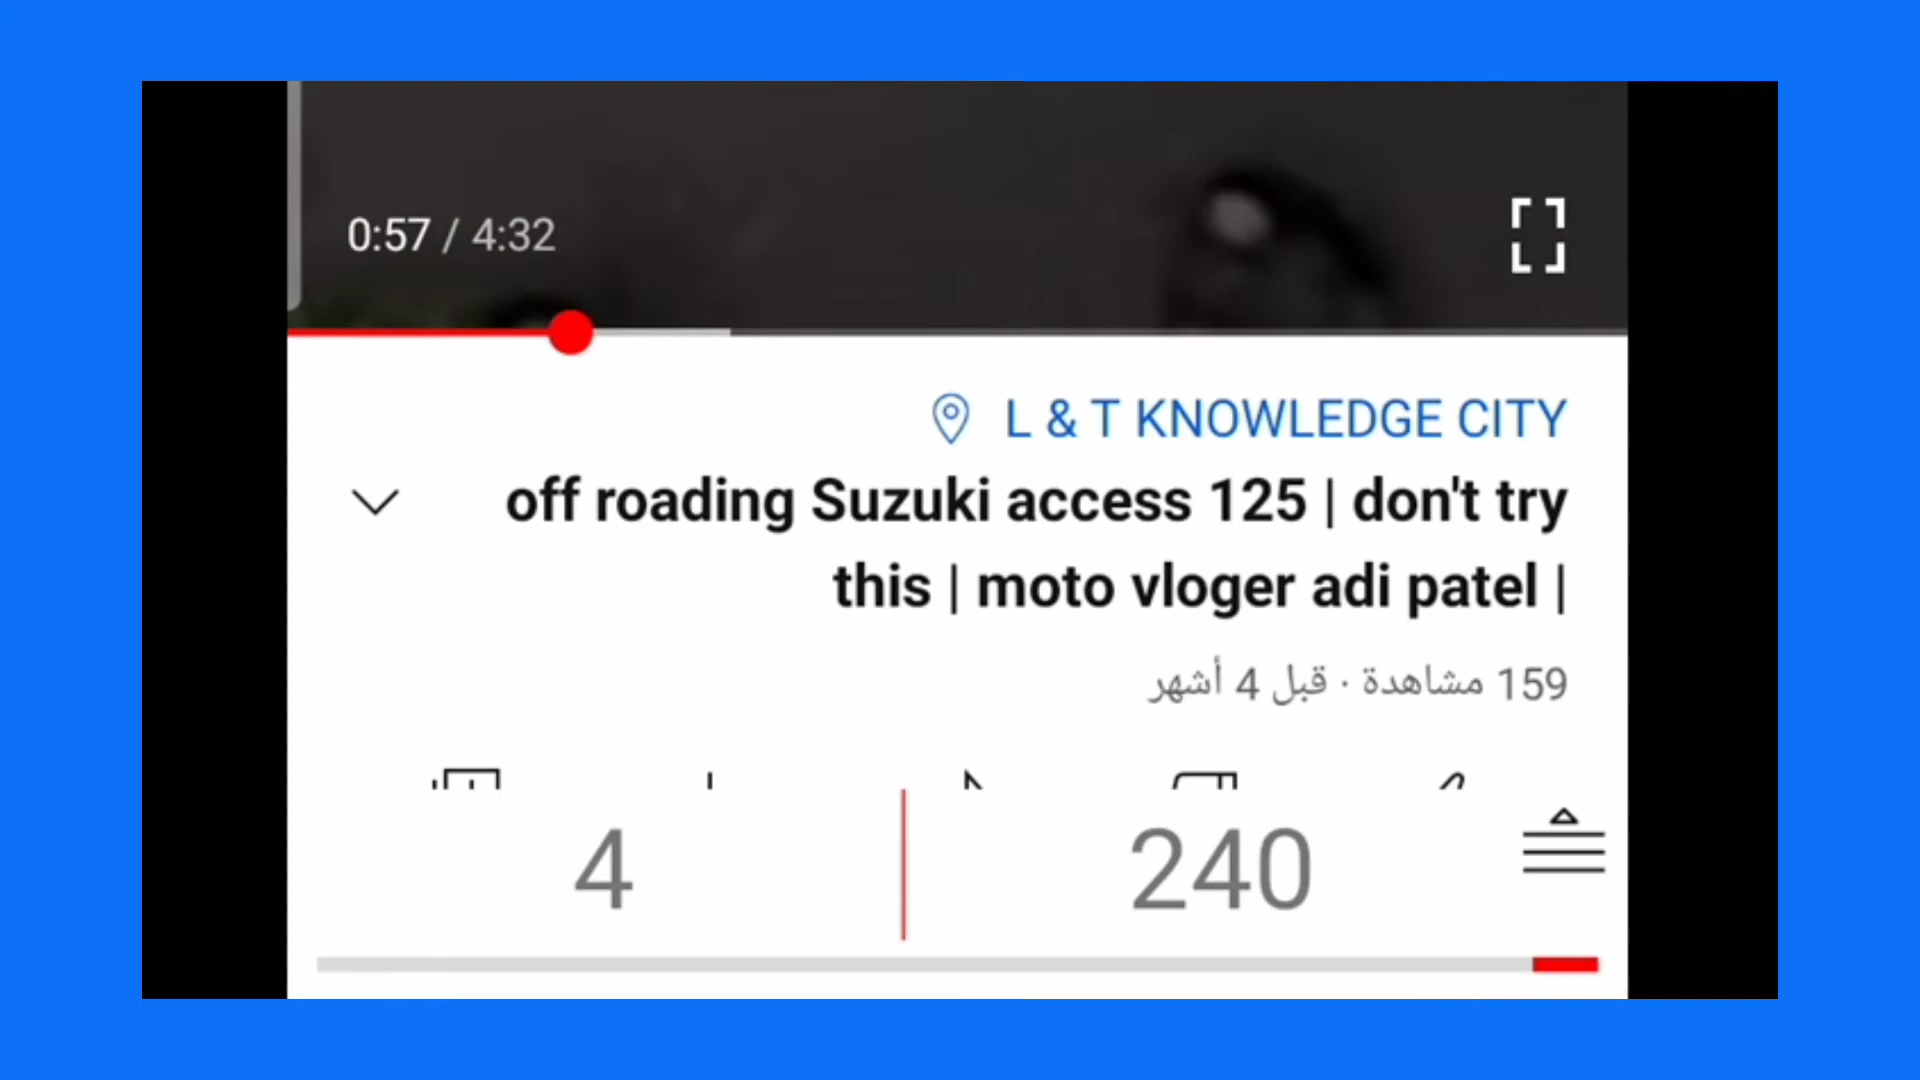 0:57 / 4:32
L & T KNOWLEDGE CITY
off roading Suzuki access 125 | don't try
this | moto vloger adi patel |
159 مشاهدة · قبل 4 أشهر
4
240